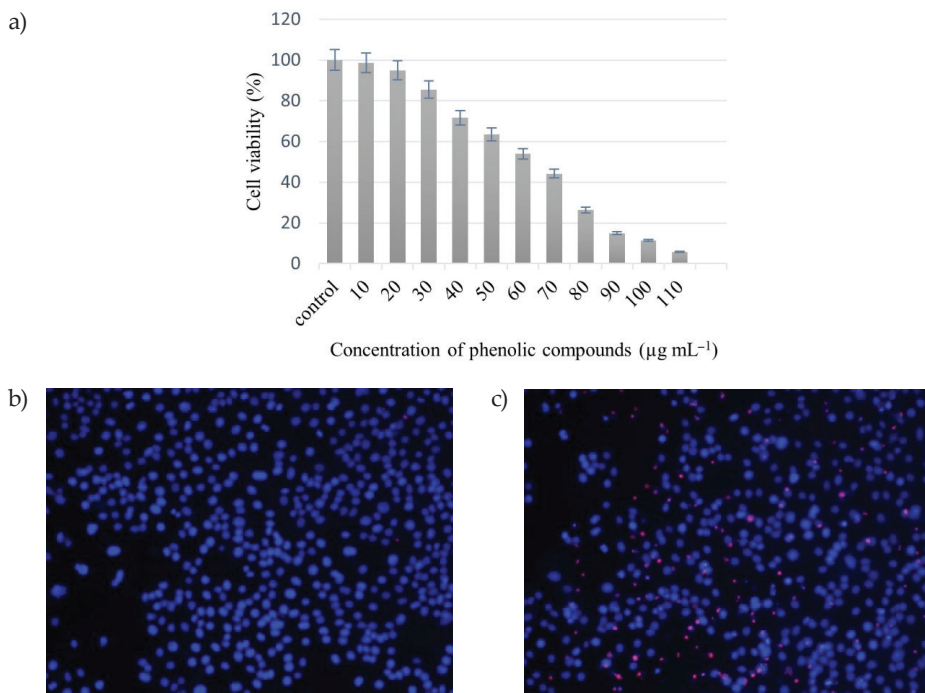 a)
120
100
80
60
40
20
0
Cell viability (%)
control 10 20 30 40 50 60 70 80 90 100 110
Concentration of phenolic compounds (µg mL⁻¹)
b)
c)